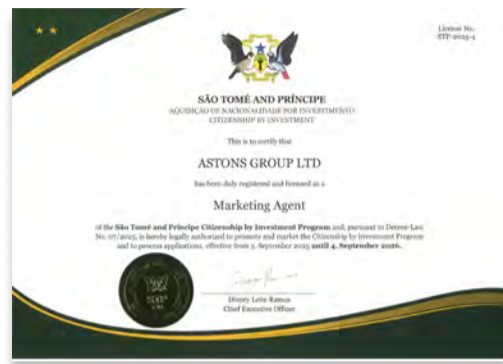 License No.
STP-2025-4
SÃO TOMÉ AND PRÍNCIPE
AQUISIÇÃO DE NACIONALIDADE POR INVESTIMENTO
CITIZENSHIP BY INVESTMENT
This is to certify that
ASTONS GROUP LTD
has been duly registered and licensed as a
Marketing Agent
of the São Tomé and Príncipe Citizenship by Investment Program and, pursuant to Decree-Law
No. 07/2025, is hereby legally authorized to promote and market the Citizenship by Investment Program
and to process applications, effective from 5. September 2025 until 4. September 2026.
Leite Ramos
Chief Executive Officer